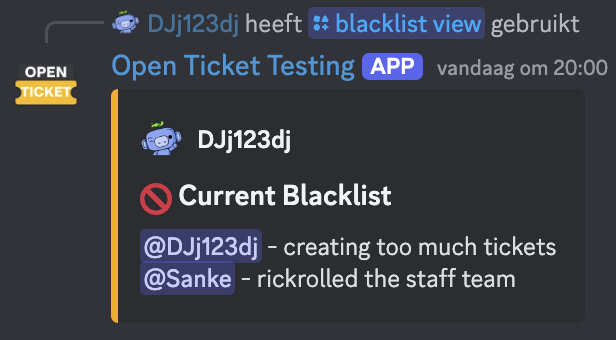 DJj123dj heeft blacklist view gebruikt
OPEN
TICKET
Open Ticket Testing APP vandaag om 20:00
DJj123dj
Current Blacklist
@DJj123dj - creating too much tickets
@Sanke - rickrolled the staff team